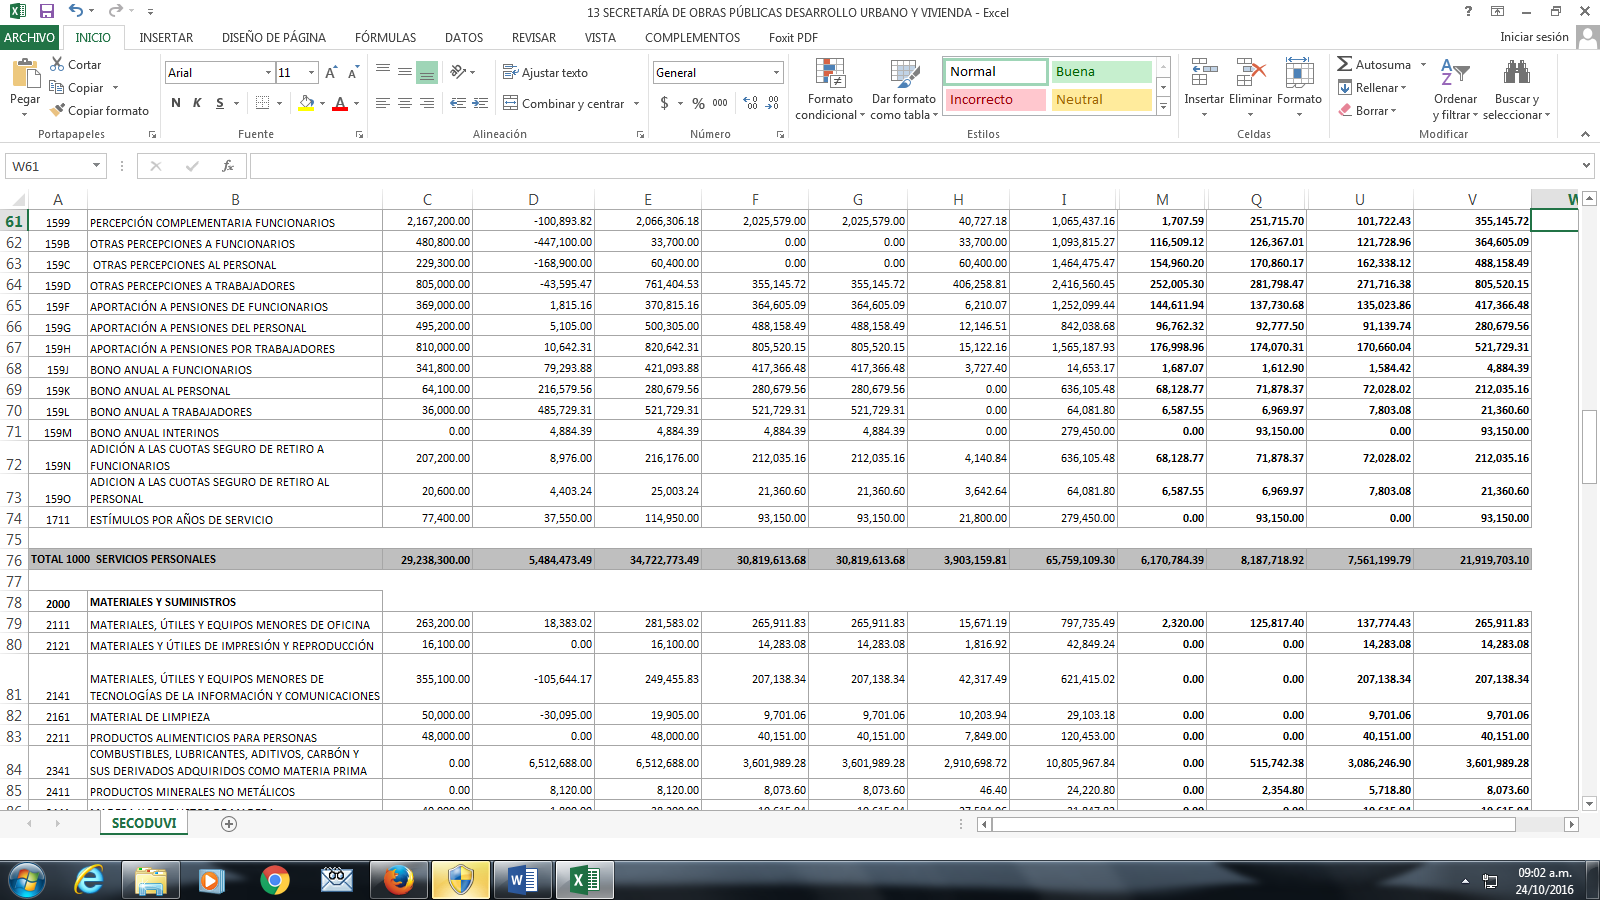 13 SECRETARÍA DE OBRAS PÚBLICAS DESARROLLO URBANO Y VIVIENDA - Excel
ARCHIVO INICIO INSERTAR DISEÑO DE PÁGINA FÓRMULAS DATOS REVISAR VISTA COMPLEMENTOS Foxit PDF Iniciar sesión
Pegar
Cortar
Copiar
Copiar formato
Portapapeles
Arial 11
N K S
Fuente
Ajustar texto
Combinar y centrar
Alineación
General
$ % 000
Número
Formato condicional
Dar formato como tabla
Normal Buena
Incorrecto Neutral
Estilos
Insertar Eliminar Formato
Celdas
Autosuma
Rellenar
Borrar
Ordenar y filtrar
Buscar y seleccionar
Modificar
W61 fx
A B C D E F G H I M Q U V W
61 1599 PERCEPCIÓN COMPLEMENTARIA FUNCIONARIOS 2,167,200.00 -100,893.82 2,066,306.18 2,025,579.00 2,025,579.00 40,727.18 1,065,437.16 1,707.59 251,715.70 101,722.43 355,145.72
62 159B OTRAS PERCEPCIONES A FUNCIONARIOS 480,800.00 -447,100.00 33,700.00 0.00 0.00 33,700.00 1,093,815.27 116,509.12 126,367.01 121,728.96 364,605.09
63 159C OTRAS PERCEPCIONES AL PERSONAL 229,300.00 -168,900.00 60,400.00 0.00 0.00 60,400.00 1,464,475.47 154,960.20 170,860.17 162,338.12 488,158.49
64 159D OTRAS PERCEPCIONES A TRABAJADORES 805,000.00 -43,595.47 761,404.53 355,145.72 355,145.72 406,258.81 2,416,560.45 252,005.30 281,798.47 271,716.38 805,520.15
65 159F APORTACIÓN A PENSIONES DE FUNCIONARIOS 369,000.00 1,815.16 370,815.16 364,605.09 364,605.09 6,210.07 1,252,099.44 144,611.94 137,730.68 135,023.86 417,366.48
66 159G APORTACIÓN A PENSIONES DEL PERSONAL 495,200.00 5,105.00 500,305.00 488,158.49 488,158.49 12,146.51 842,038.68 96,762.32 92,777.50 91,139.74 280,679.56
67 159H APORTACIÓN A PENSIONES POR TRABAJADORES 810,000.00 10,642.31 820,642.31 805,520.15 805,520.15 15,122.16 1,565,187.93 176,998.96 174,070.31 170,660.04 521,729.31
68 159J BONO ANUAL A FUNCIONARIOS 341,800.00 79,293.88 421,093.88 417,366.48 417,366.48 3,727.40 14,653.17 1,687.07 1,612.90 1,584.42 4,884.39
69 159K BONO ANUAL AL PERSONAL 64,100.00 216,579.56 280,679.56 280,679.56 280,679.56 0.00 636,105.48 68,128.77 71,878.37 72,028.02 212,035.16
70 159L BONO ANUAL A TRABAJADORES 36,000.00 485,729.31 521,729.31 521,729.31 521,729.31 0.00 64,081.80 6,587.55 6,969.97 7,803.08 21,360.60
71 159M BONO ANUAL INTERINOS 0.00 4,884.39 4,884.39 4,884.39 4,884.39 0.00 279,450.00 0.00 93,150.00 0.00 93,150.00
ADICIÓN A LAS CUOTAS SEGURO DE RETIRO A
72 159N FUNCIONARIOS 207,200.00 8,976.00 216,176.00 212,035.16 212,035.16 4,140.84 636,105.48 68,128.77 71,878.37 72,028.02 212,035.16
ADICION A LAS CUOTAS SEGURO DE RETIRO AL
73 159O PERSONAL 20,600.00 4,403.24 25,003.24 21,360.60 21,360.60 3,642.64 64,081.80 6,587.55 6,969.97 7,803.08 21,360.60
74 1711 ESTÍMULOS POR AÑOS DE SERVICIO 77,400.00 37,550.00 114,950.00 93,150.00 93,150.00 21,800.00 279,450.00 0.00 93,150.00 0.00 93,150.00
75
76 TOTAL 1000 SERVICIOS PERSONALES 29,238,300.00 5,484,473.49 34,722,773.49 30,819,613.68 30,819,613.68 3,903,159.81 65,759,109.30 6,170,784.39 8,187,718.92 7,561,199.79 21,919,703.10
77
78 2000 MATERIALES Y SUMINISTROS
79 2111 MATERIALES, ÚTILES Y EQUIPOS MENORES DE OFICINA 263,200.00 18,383.02 281,583.02 265,911.83 265,911.83 15,671.19 797,735.49 2,320.00 125,817.40 137,774.43 265,911.83
80 2121 MATERIALES Y ÚTILES DE IMPRESIÓN Y REPRODUCCIÓN 16,100.00 0.00 16,100.00 14,283.08 14,283.08 1,816.92 42,849.24 0.00 0.00 14,283.08 14,283.08
MATERIALES, ÚTILES Y EQUIPOS MENORES DE
81 2141 TECNOLOGÍAS DE LA INFORMACIÓN Y COMUNICACIONES 355,100.00 -105,644.17 249,455.83 207,138.34 207,138.34 42,317.49 621,415.02 0.00 0.00 207,138.34 207,138.34
82 2161 MATERIAL DE LIMPIEZA 50,000.00 -30,095.00 19,905.00 9,701.06 9,701.06 10,203.94 29,103.18 0.00 0.00 9,701.06 9,701.06
83 2211 PRODUCTOS ALIMENTICIOS PARA PERSONAS 48,000.00 0.00 48,000.00 40,151.00 40,151.00 7,849.00 120,453.00 0.00 0.00 40,151.00 40,151.00
COMBUSTIBLES, LUBRICANTES, ADITIVOS, CARBÓN Y
84 2341 SUS DERIVADOS ADQUIRIDOS COMO MATERIA PRIMA 0.00 6,512,688.00 6,512,688.00 3,601,989.28 3,601,989.28 2,910,698.72 10,805,967.84 0.00 515,742.38 3,086,246.90 3,601,989.28
85 2411 PRODUCTOS MINERALES NO METÁLICOS 0.00 8,120.00 8,120.00 8,073.60 8,073.60 46.40 24,220.80 0.00 2,354.80 5,718.80 8,073.60
SECODUVI
09:02 a.m.
24/10/2016